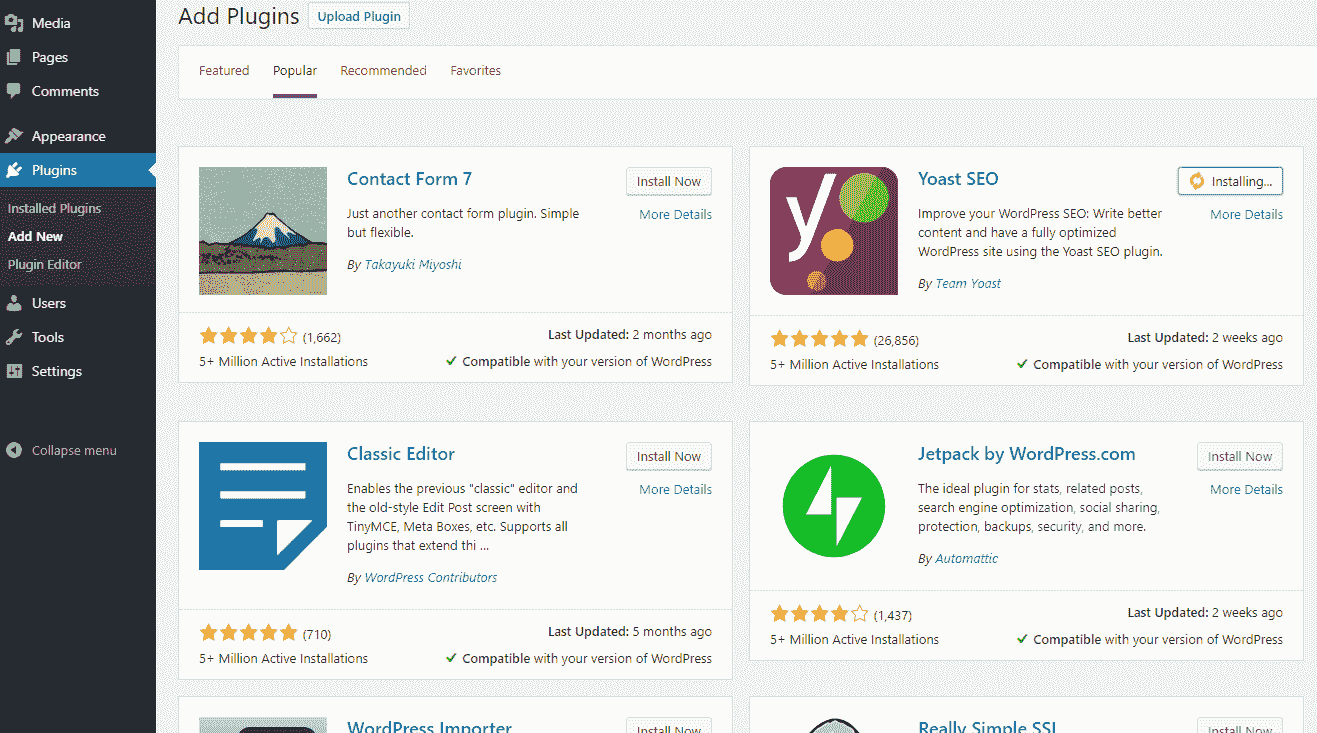 Media
Pages
Comments
Appearance
Plugins
Installed Plugins
Add New
Plugin Editor
Users
Tools
Settings
Collapse menu
Add Plugins
Upload Plugin
Featured
Popular
Recommended
Favorites
Contact Form 7
Install Now
More Details
Just another contact form plugin. Simple
but flexible.
By Takayuki Miyoshi
(1,662)
5+ Million Active Installations
Last Updated: 2 months ago
Compatible with your version of WordPress
y
Yoast SEO
Installing...
More Details
Improve your WordPress SEO: Write better
content and have a fully optimized
WordPress site using the Yoast SEO plugin.
By Team Yoast
(26,856)
5+ Million Active Installations
Last Updated: 2 weeks ago
Compatible with your version of WordPress
Classic Editor
Install Now
More Details
Enables the previous "classic" editor and
the old-style Edit Post screen with
TinyMCE, Meta Boxes, etc. Supports all
plugins that extend thi ...
By WordPress Contributors
(710)
5+ Million Active Installations
Last Updated: 5 months ago
Compatible with your version of WordPress
Jetpack by WordPress.com
Install Now
More Details
The ideal plugin for stats, related posts,
search engine optimization, social sharing,
protection, backups, security, and more.
By Automattic
(1,437)
5+ Million Active Installations
Last Updated: 2 weeks ago
Compatible with your version of WordPress
WordPress Importer
Install Now
Really Simple SSL
Install Now